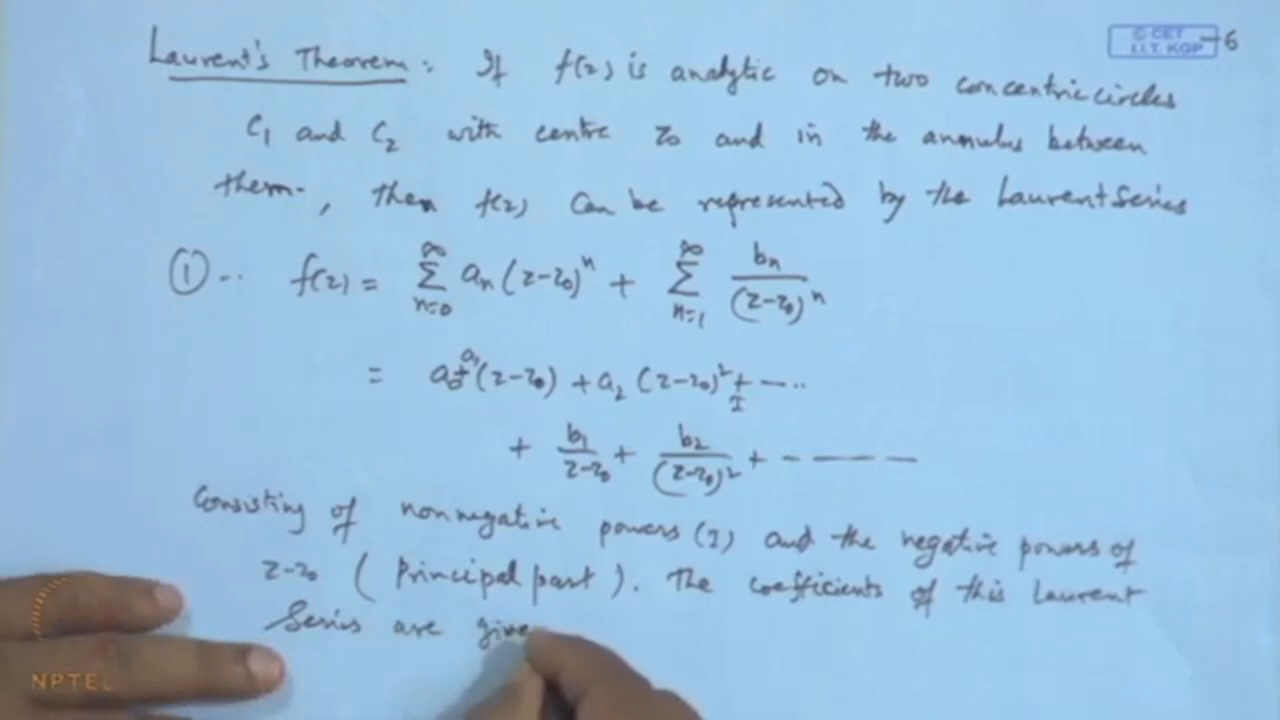 © CET
I.I.T. KGP
-6
Laurent's Theorem: If f(z) is analytic on two concentric circles
C₁ and C₂ with centre z₀ and in the annulus between
them, then f(z) can be represented by the Laurent Series
①.. f(z) = ∑_{n=0}^{∞} aₙ(z-z₀)ⁿ + ∑_{n=1}^{∞} bₙ/(z-z₀)ⁿ
= a₀+a₁(z-z₀) + a₂(z-z₀)²+ -...
I
+ b₁/(z-z₀) + b₂/(z-z₀)² + - — — —
Consisting of nonnegative powers (I) and the negative powers of
z-z₀ (Principal part). The coefficients of this Laurent
Series are give
NPTEL